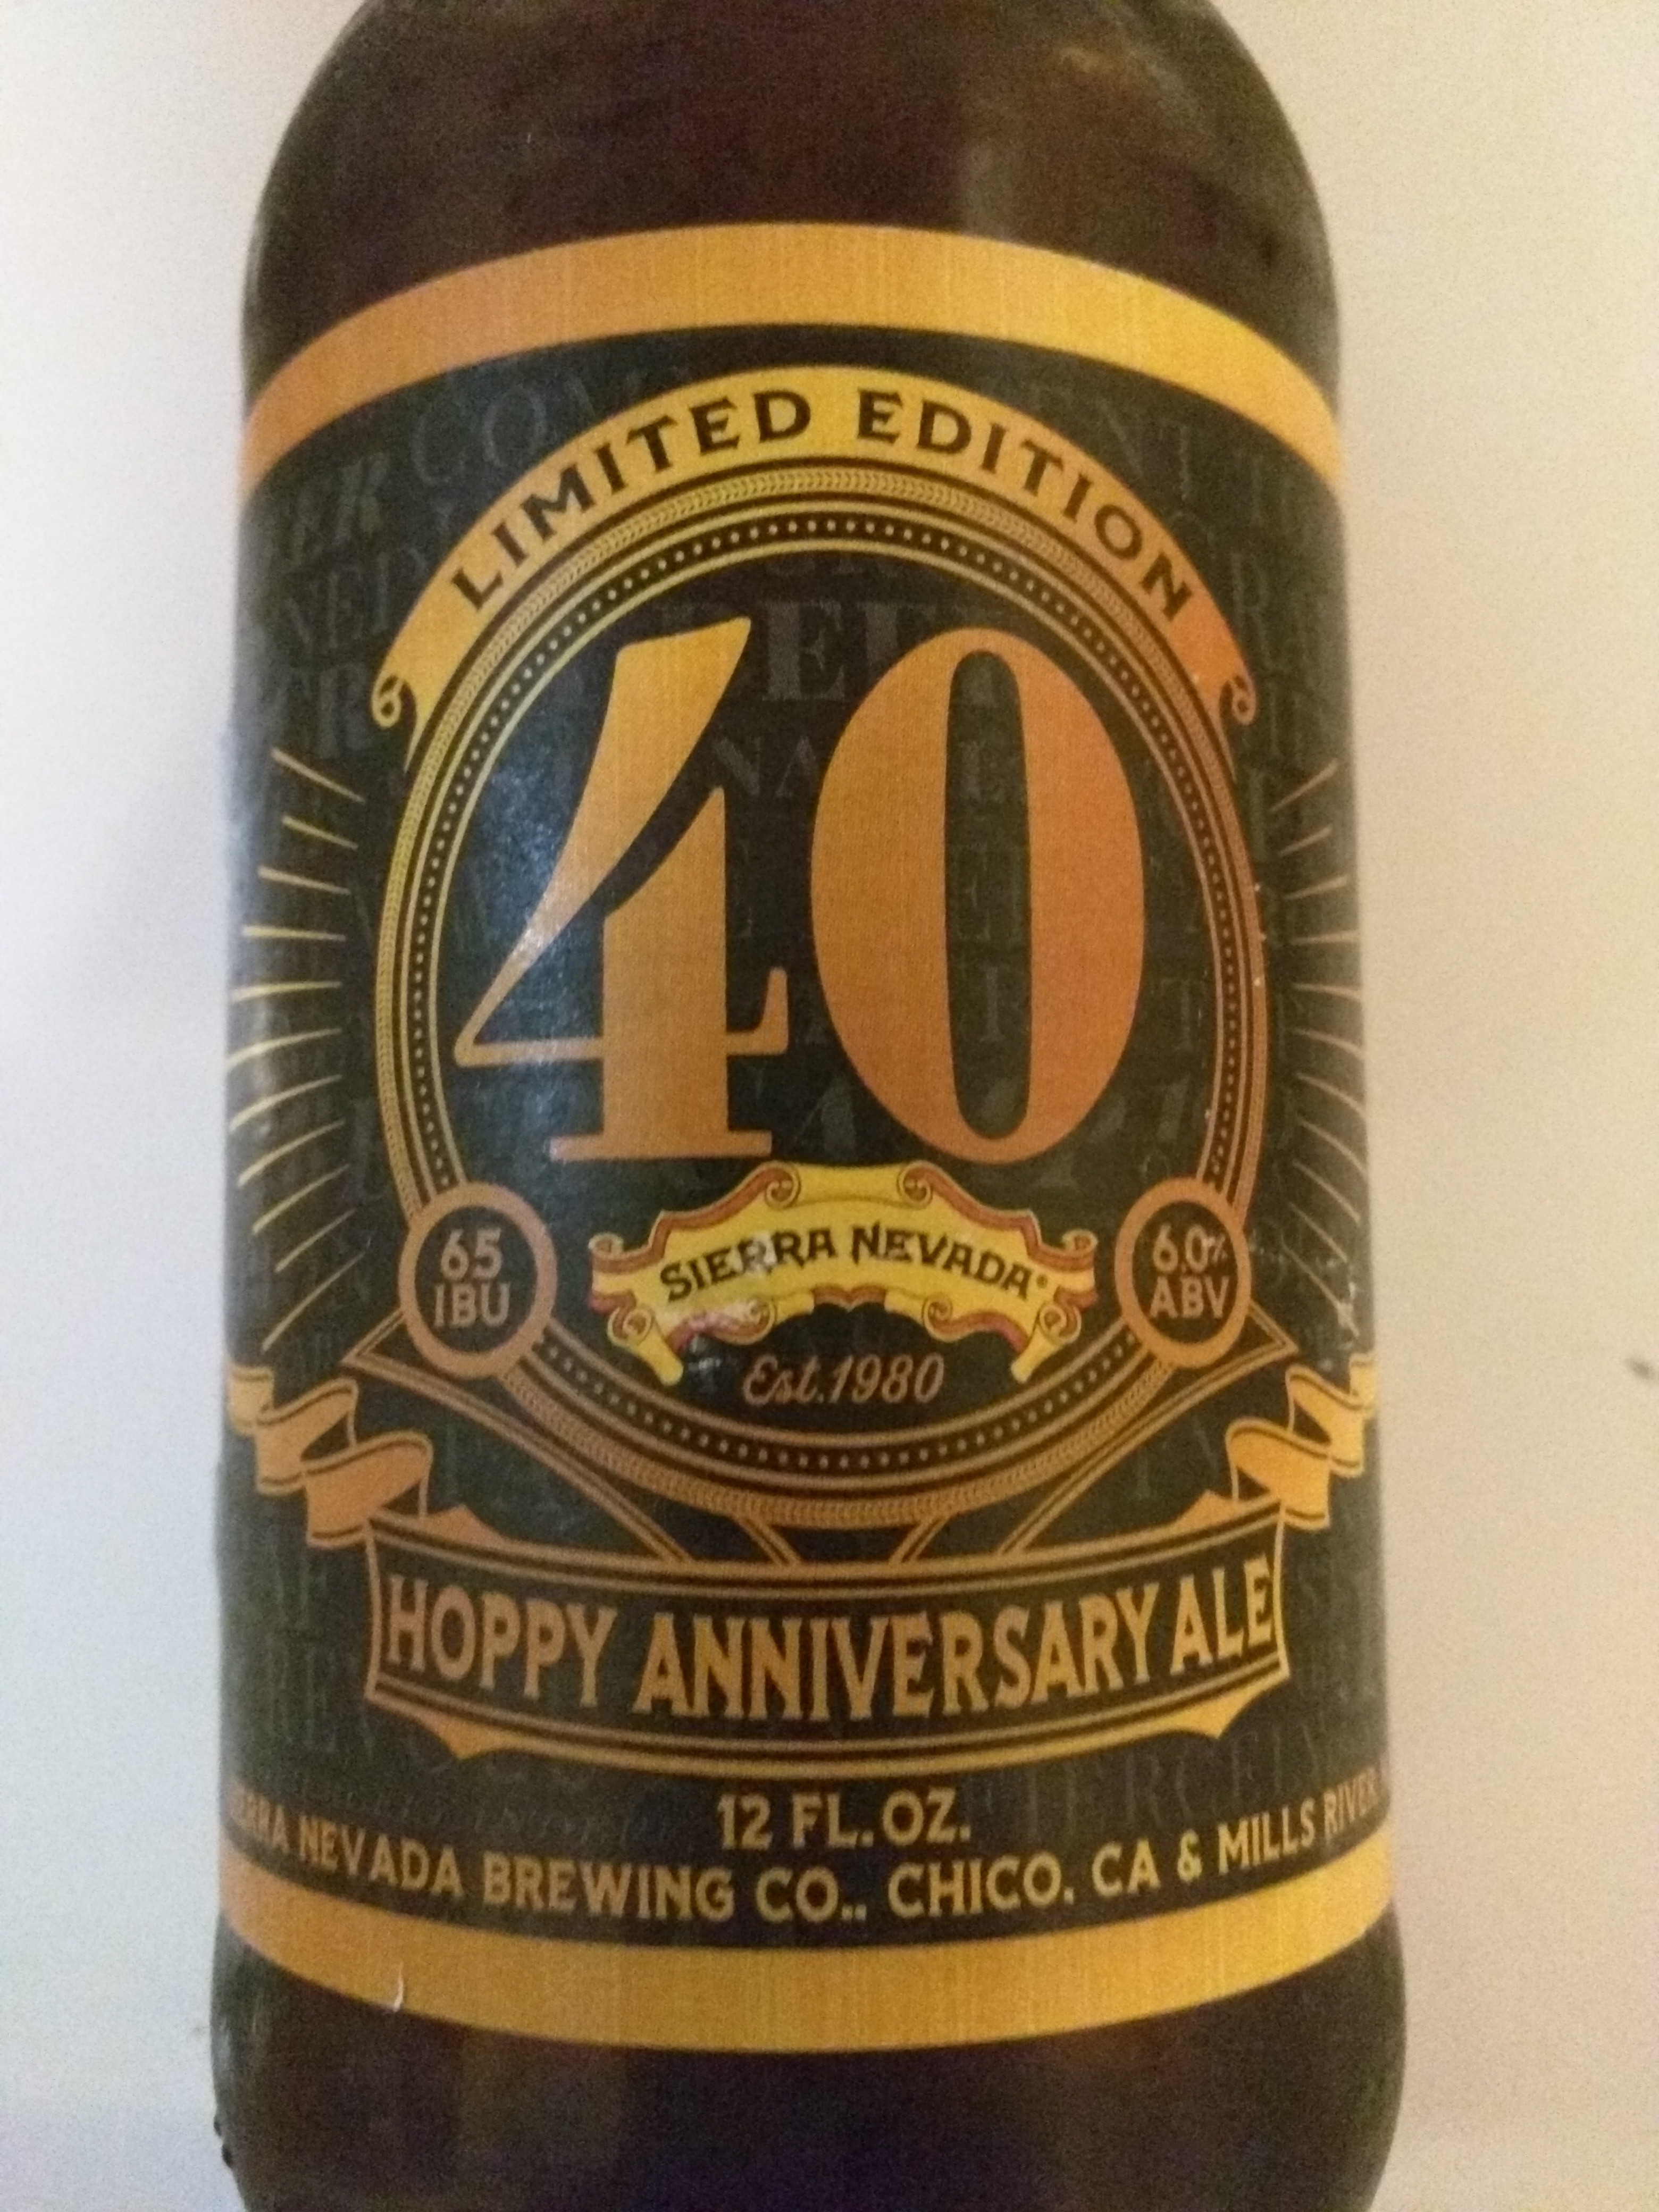 LIMITED EDITION
40
65
IBU
SIERRA NEVADA®
6.0%
ABV
Est.1980
HOPPY ANNIVERSARY ALE
12 FL.OZ.
NEVADA BREWING CO., CHICO, CA & MILLS RIVER,